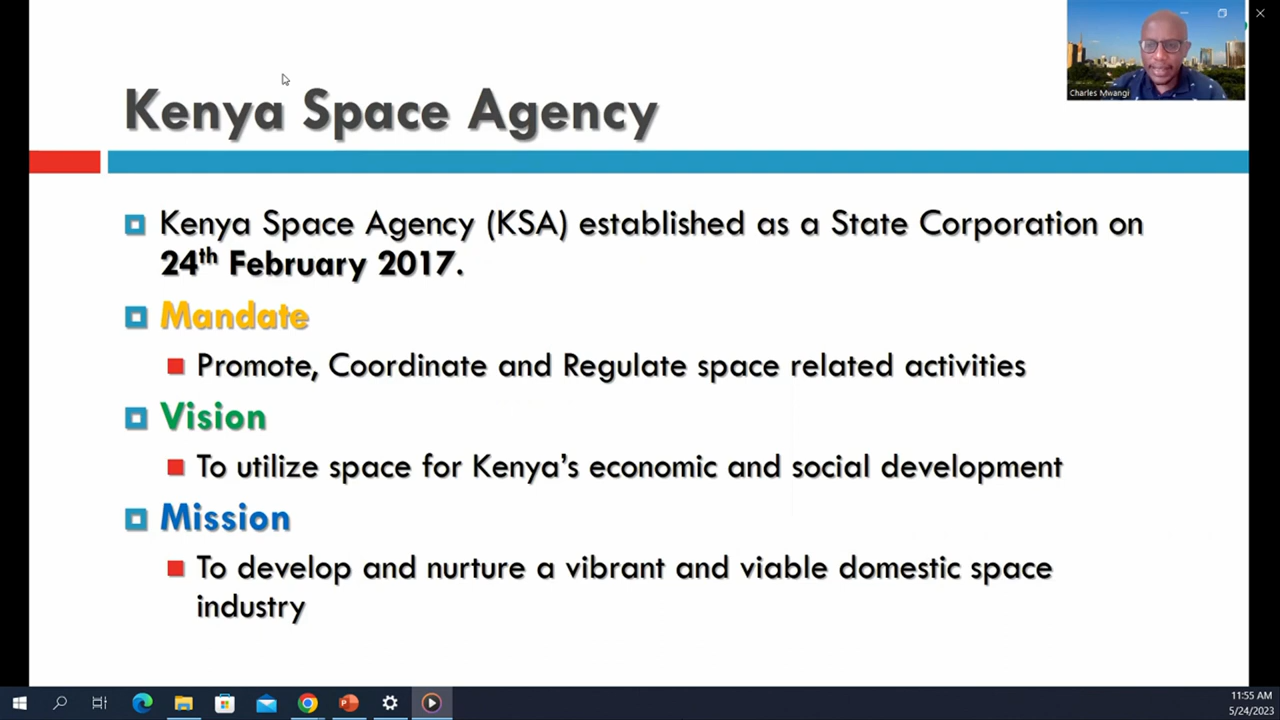 Charles Mwangi
Kenya Space Agency
Kenya Space Agency (KSA) established as a State Corporation on
24th February 2017.
Mandate
Promote, Coordinate and Regulate space related activities
Vision
To utilize space for Kenya's economic and social development
Mission
To develop and nurture a vibrant and viable domestic space
industry
11:55 AM
5/24/2023